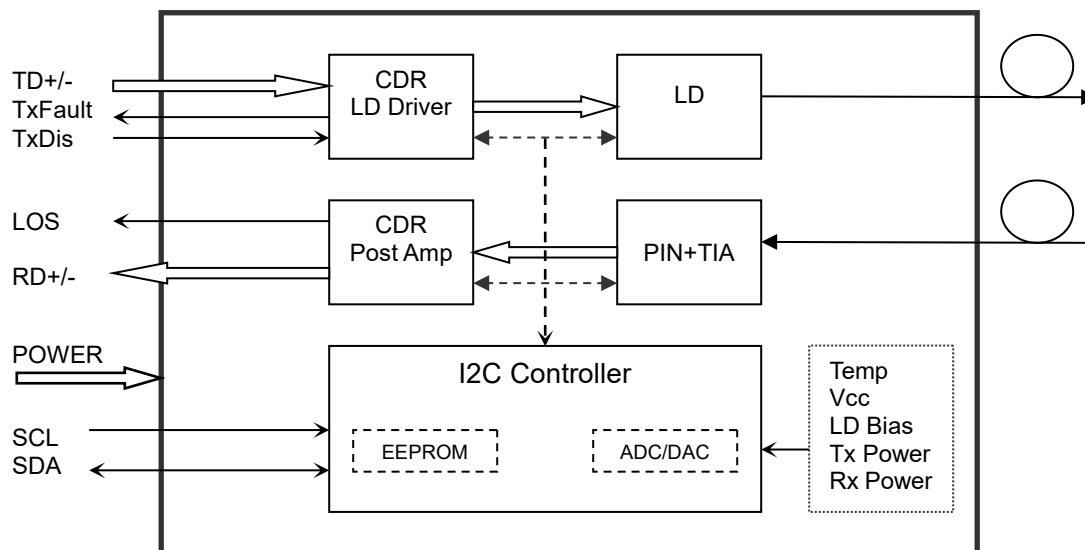 TD+/-
TxFault
TxDis
CDR
LD Driver
LD
LOS
RD+/-
CDR
Post Amp
PIN+TIA
POWER
SCL
SDA
I2C Controller
EEPROM
ADC/DAC
Temp
Vcc
LD Bias
Tx Power
Rx Power